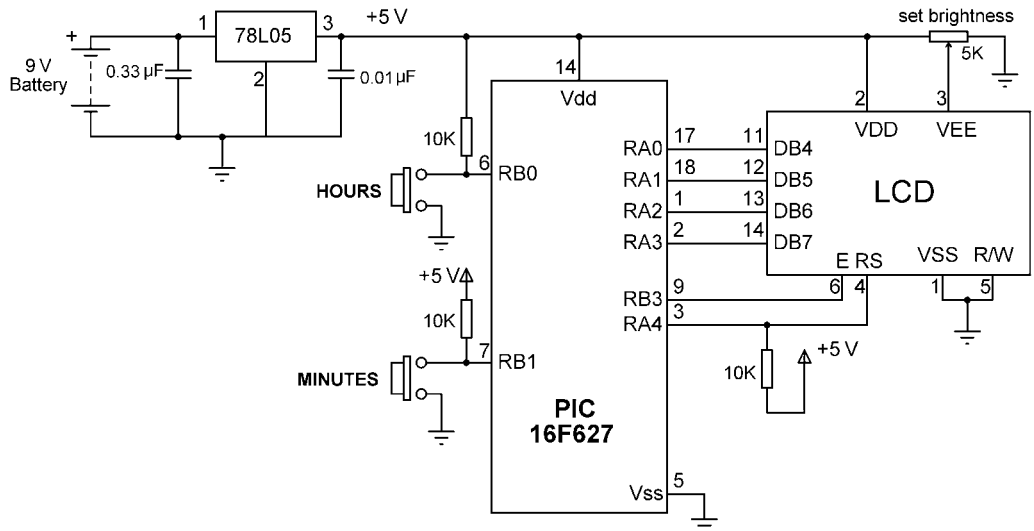 1
78L05
3
+5 V
set brightness
5K
+
9 V
Battery
0.33 µF
2
0.01 µF
14
Vdd
2
3
VDD
VEE
10K
6
RB0
HOURS
RA0
17
11
DB4
RA1
18
12
DB5
RA2
1
13
DB6
RA3
2
14
DB7
LCD
E RS
VSS
R/W
6
4
1
5
RB3
9
RA4
3
+5 V
10K
7
RB1
MINUTES
+5 V
10K
PIC
16F627
Vss
5